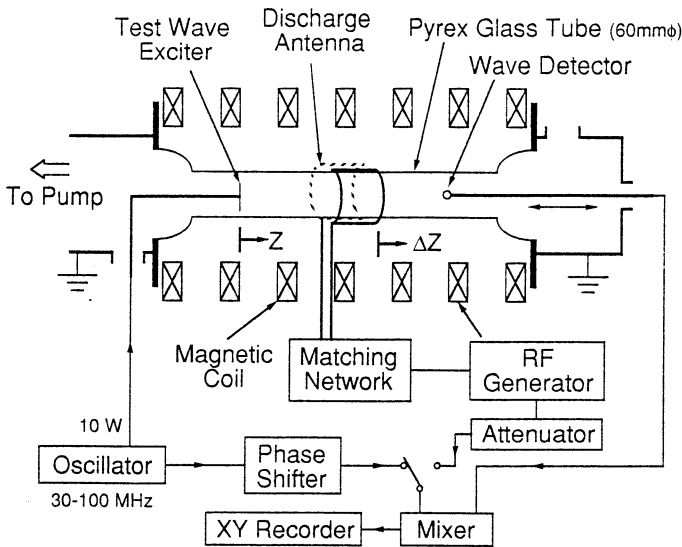 Test Wave
Exciter
Discharge
Antenna
Pyrex Glass Tube (60mmφ)
Wave Detector
To Pump
Z
ΔZ
Magnetic
Coil
Matching
Network
RF
Generator
10 W
Attenuator
Oscillator
30-100 MHz
Phase
Shifter
XY Recorder
Mixer